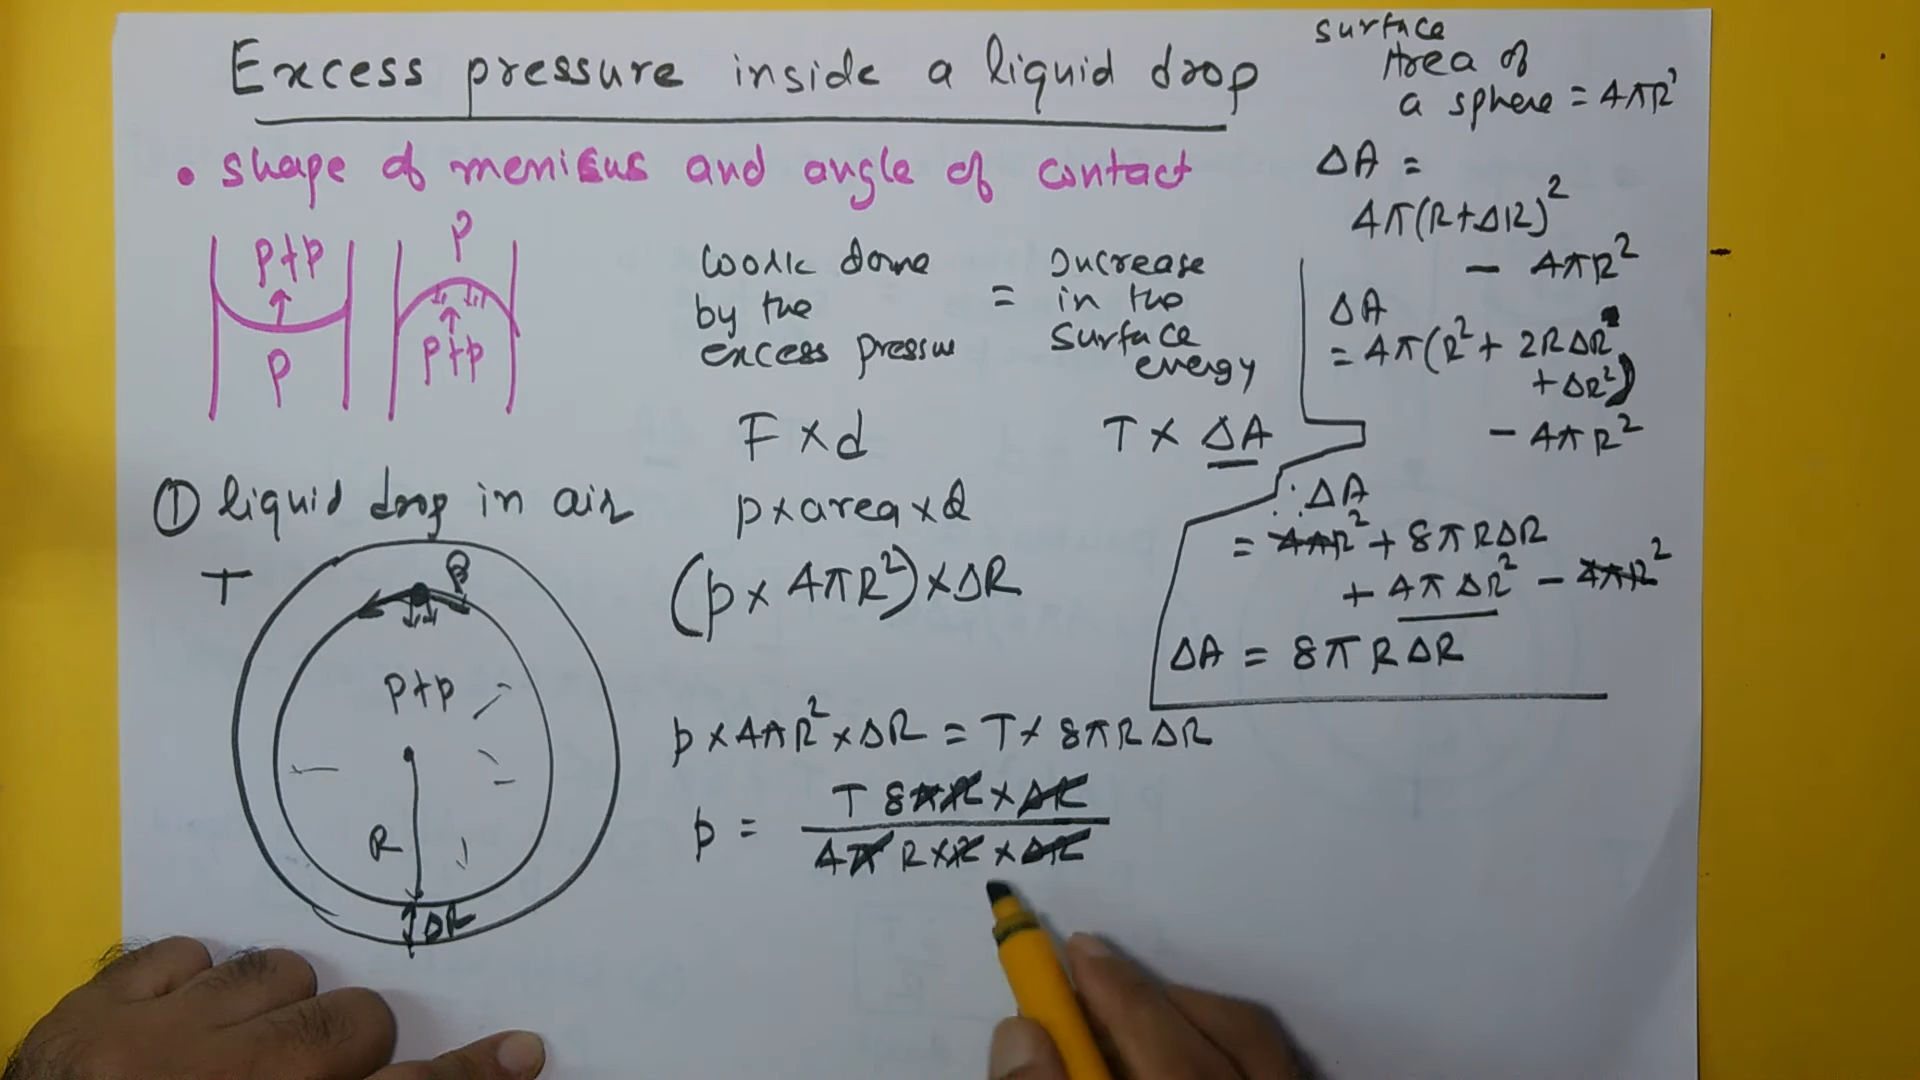 Excess pressure inside a liquid drop
• shape of meniscus and angle of contact
P+p
P
P
P+p
Work done by the excess pressure = Increase in the surface energy
F × d
T × ΔA
p × area × d
(p × 4πR²) × ΔR
① liquid drop in air
T
P
P+p
R
ΔR
p × 4πR² × ΔR = T × 8πRΔR
p = T 8πR × ΔR
4π R × R × ΔR
surface
Area of
a sphere = 4πR²
ΔA =
4π(R+ΔR)²
- 4πR²
ΔA
= 4π(R² + 2RΔR
+ ΔR²)
- 4πR²
∴ ΔA
= 4πR² + 8πRΔR
+ 4πΔR² - 4πR²
ΔA = 8πRΔR